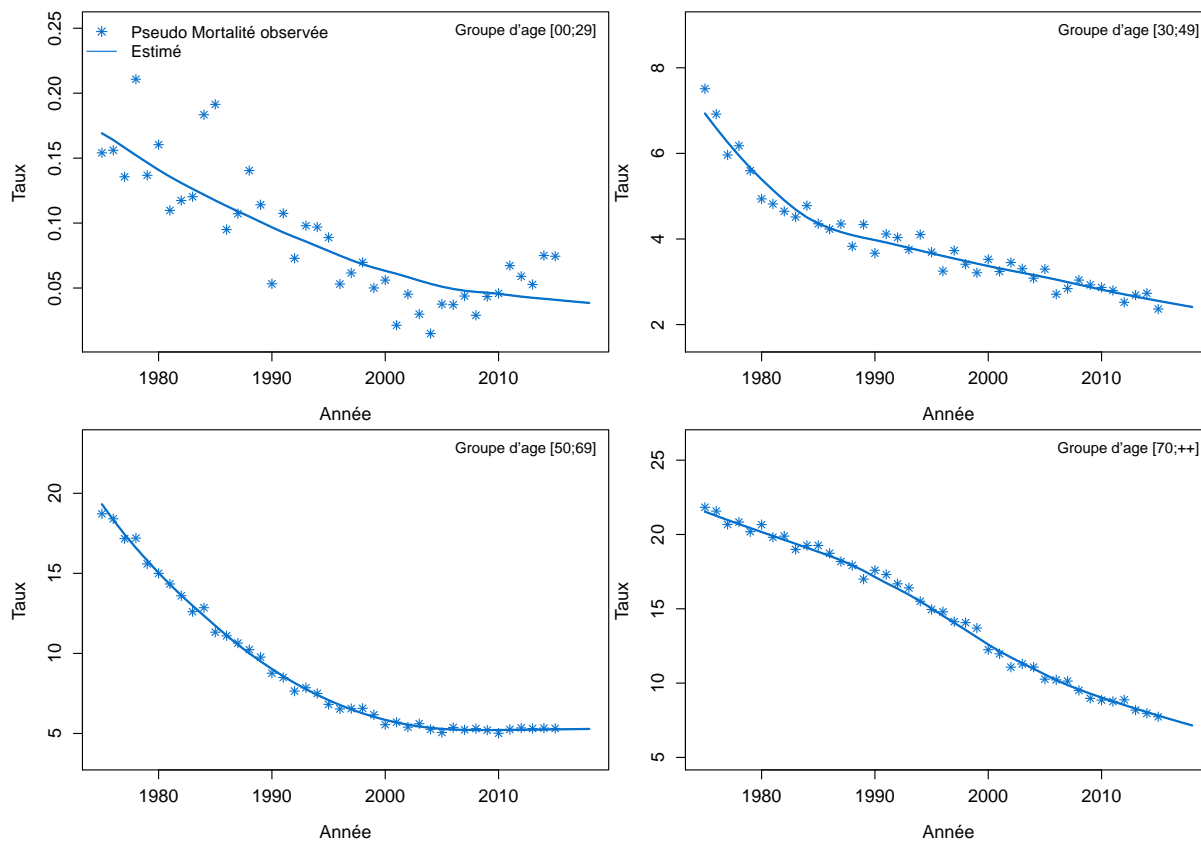 Pseudo Mortalité observée
Estimé
Groupe d'age [00;29]
0.25
0.20
0.15
0.10
0.05
Taux
1980 1990 2000 2010
Année
Groupe d'age [30;49]
8
6
4
2
Taux
1980 1990 2000 2010
Année
Groupe d'age [50;69]
20
15
10
5
Taux
1980 1990 2000 2010
Année
Groupe d'age [70;++]
25
20
15
10
5
Taux
1980 1990 2000 2010
Année